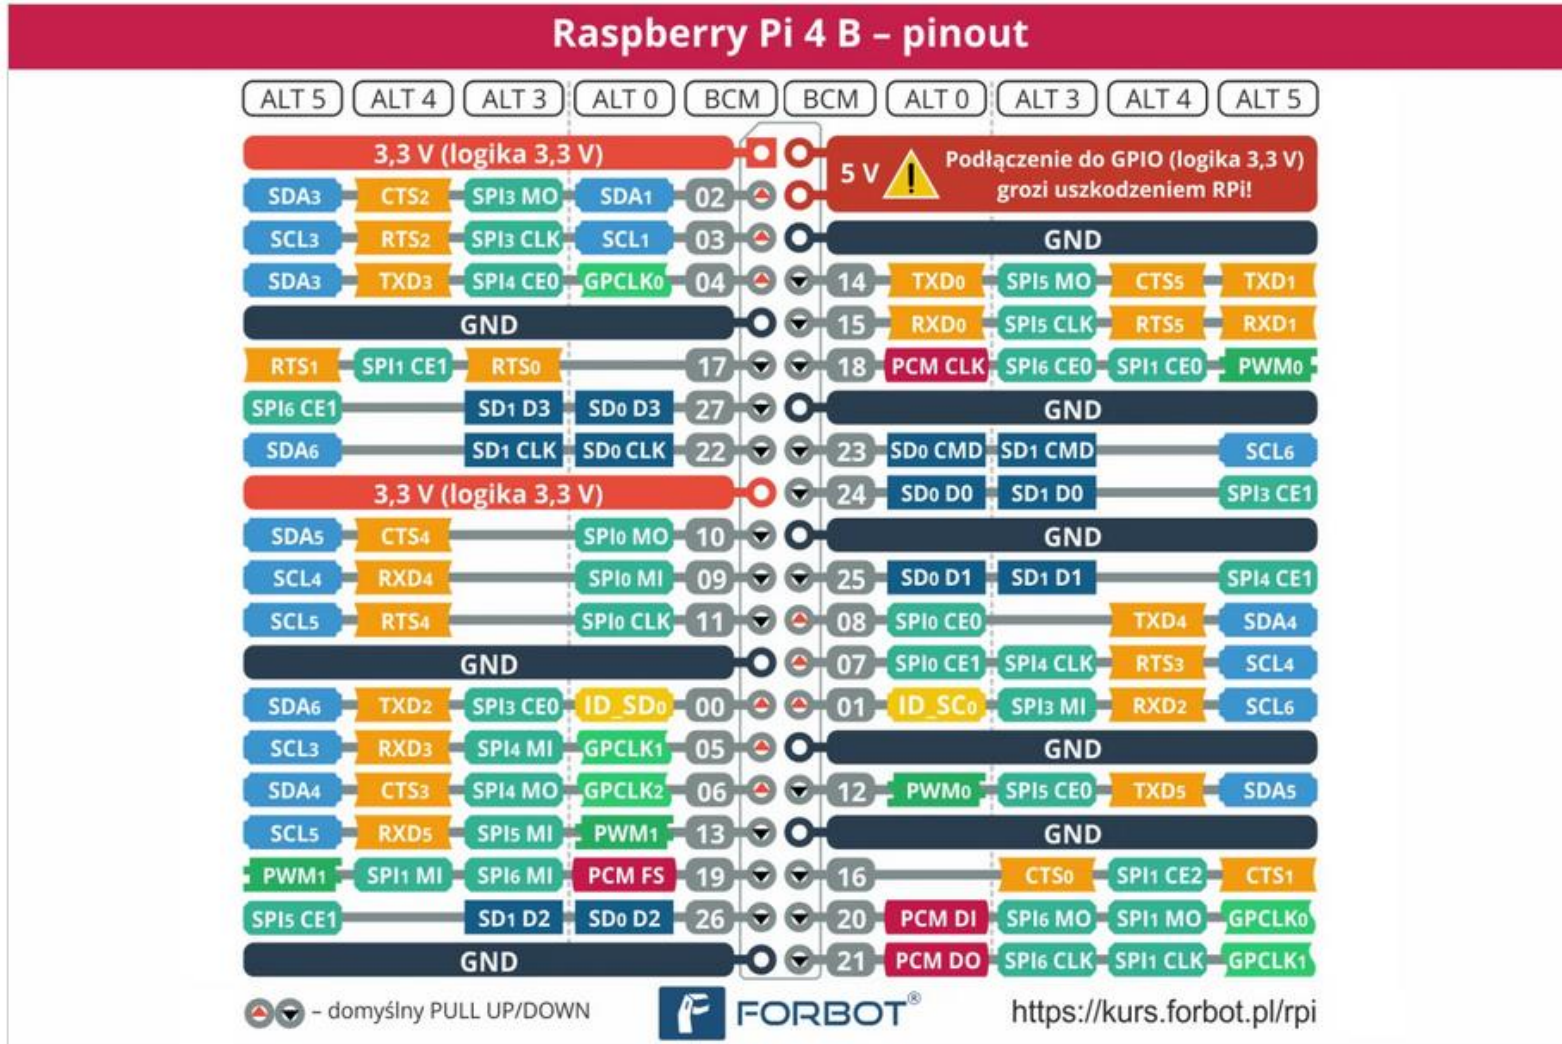 Raspberry Pi 4 B – pinout
ALT 5 ALT 4 ALT 3 ALT 0 BCM BCM ALT 0 ALT 3 ALT 4 ALT 5
3,3 V (logika 3,3 V) 5 V Podłączenie do GPIO (logika 3,3 V)
grozi uszkodzeniem RPi!
SDA3 CTS2 SPI3 MO SDA1 02
SCL3 RTS2 SPI3 CLK SCL1 03 GND
SDA3 TXD3 SPI4 CE0 GPCLK0 04 14 TXD0 SPI5 MO CTS5 TXD1
GND 15 RXD0 SPI5 CLK RTS5 RXD1
RTS1 SPI1 CE1 RTS0 17 18 PCM CLK SPI6 CE0 SPI1 CE0 PWM0
SPI6 CE1 SD1 D3 SD0 D3 27 GND
SDA6 SD1 CLK SD0 CLK 22 23 SD0 CMD SD1 CMD SCL6
3,3 V (logika 3,3 V) 24 SD0 D0 SD1 D0 SPI3 CE1
SDA5 CTS4 SPI0 MO 10 GND
SCL4 RXD4 SPI0 MI 09 25 SD0 D1 SD1 D1 SPI4 CE1
SCL5 RTS4 SPI0 CLK 11 08 SPI0 CE0 TXD4 SDA4
GND 07 SPI0 CE1 SPI4 CLK RTS3 SCL4
SDA6 TXD2 SPI3 CE0 ID_SD0 00 01 ID_SC0 SPI3 MI RXD2 SCL6
SCL3 RXD3 SPI4 MI GPCLK1 05 GND
SDA4 CTS3 SPI4 MO GPCLK2 06 12 PWM0 SPI5 CE0 TXD5 SDA5
SCL5 RXD5 SPI5 MI PWM1 13 GND
PWM1 SPI1 MI SPI6 MI PCM FS 19 16 CTS0 SPI1 CE2 CTS1
SPI5 CE1 SD1 D2 SD0 D2 26 20 PCM DI SPI6 MO SPI1 MO GPCLK0
GND 21 PCM DO SPI6 CLK SPI1 CLK GPCLK1
– domyślny PULL UP/DOWN FORBOT® https://kurs.forbot.pl/rpi